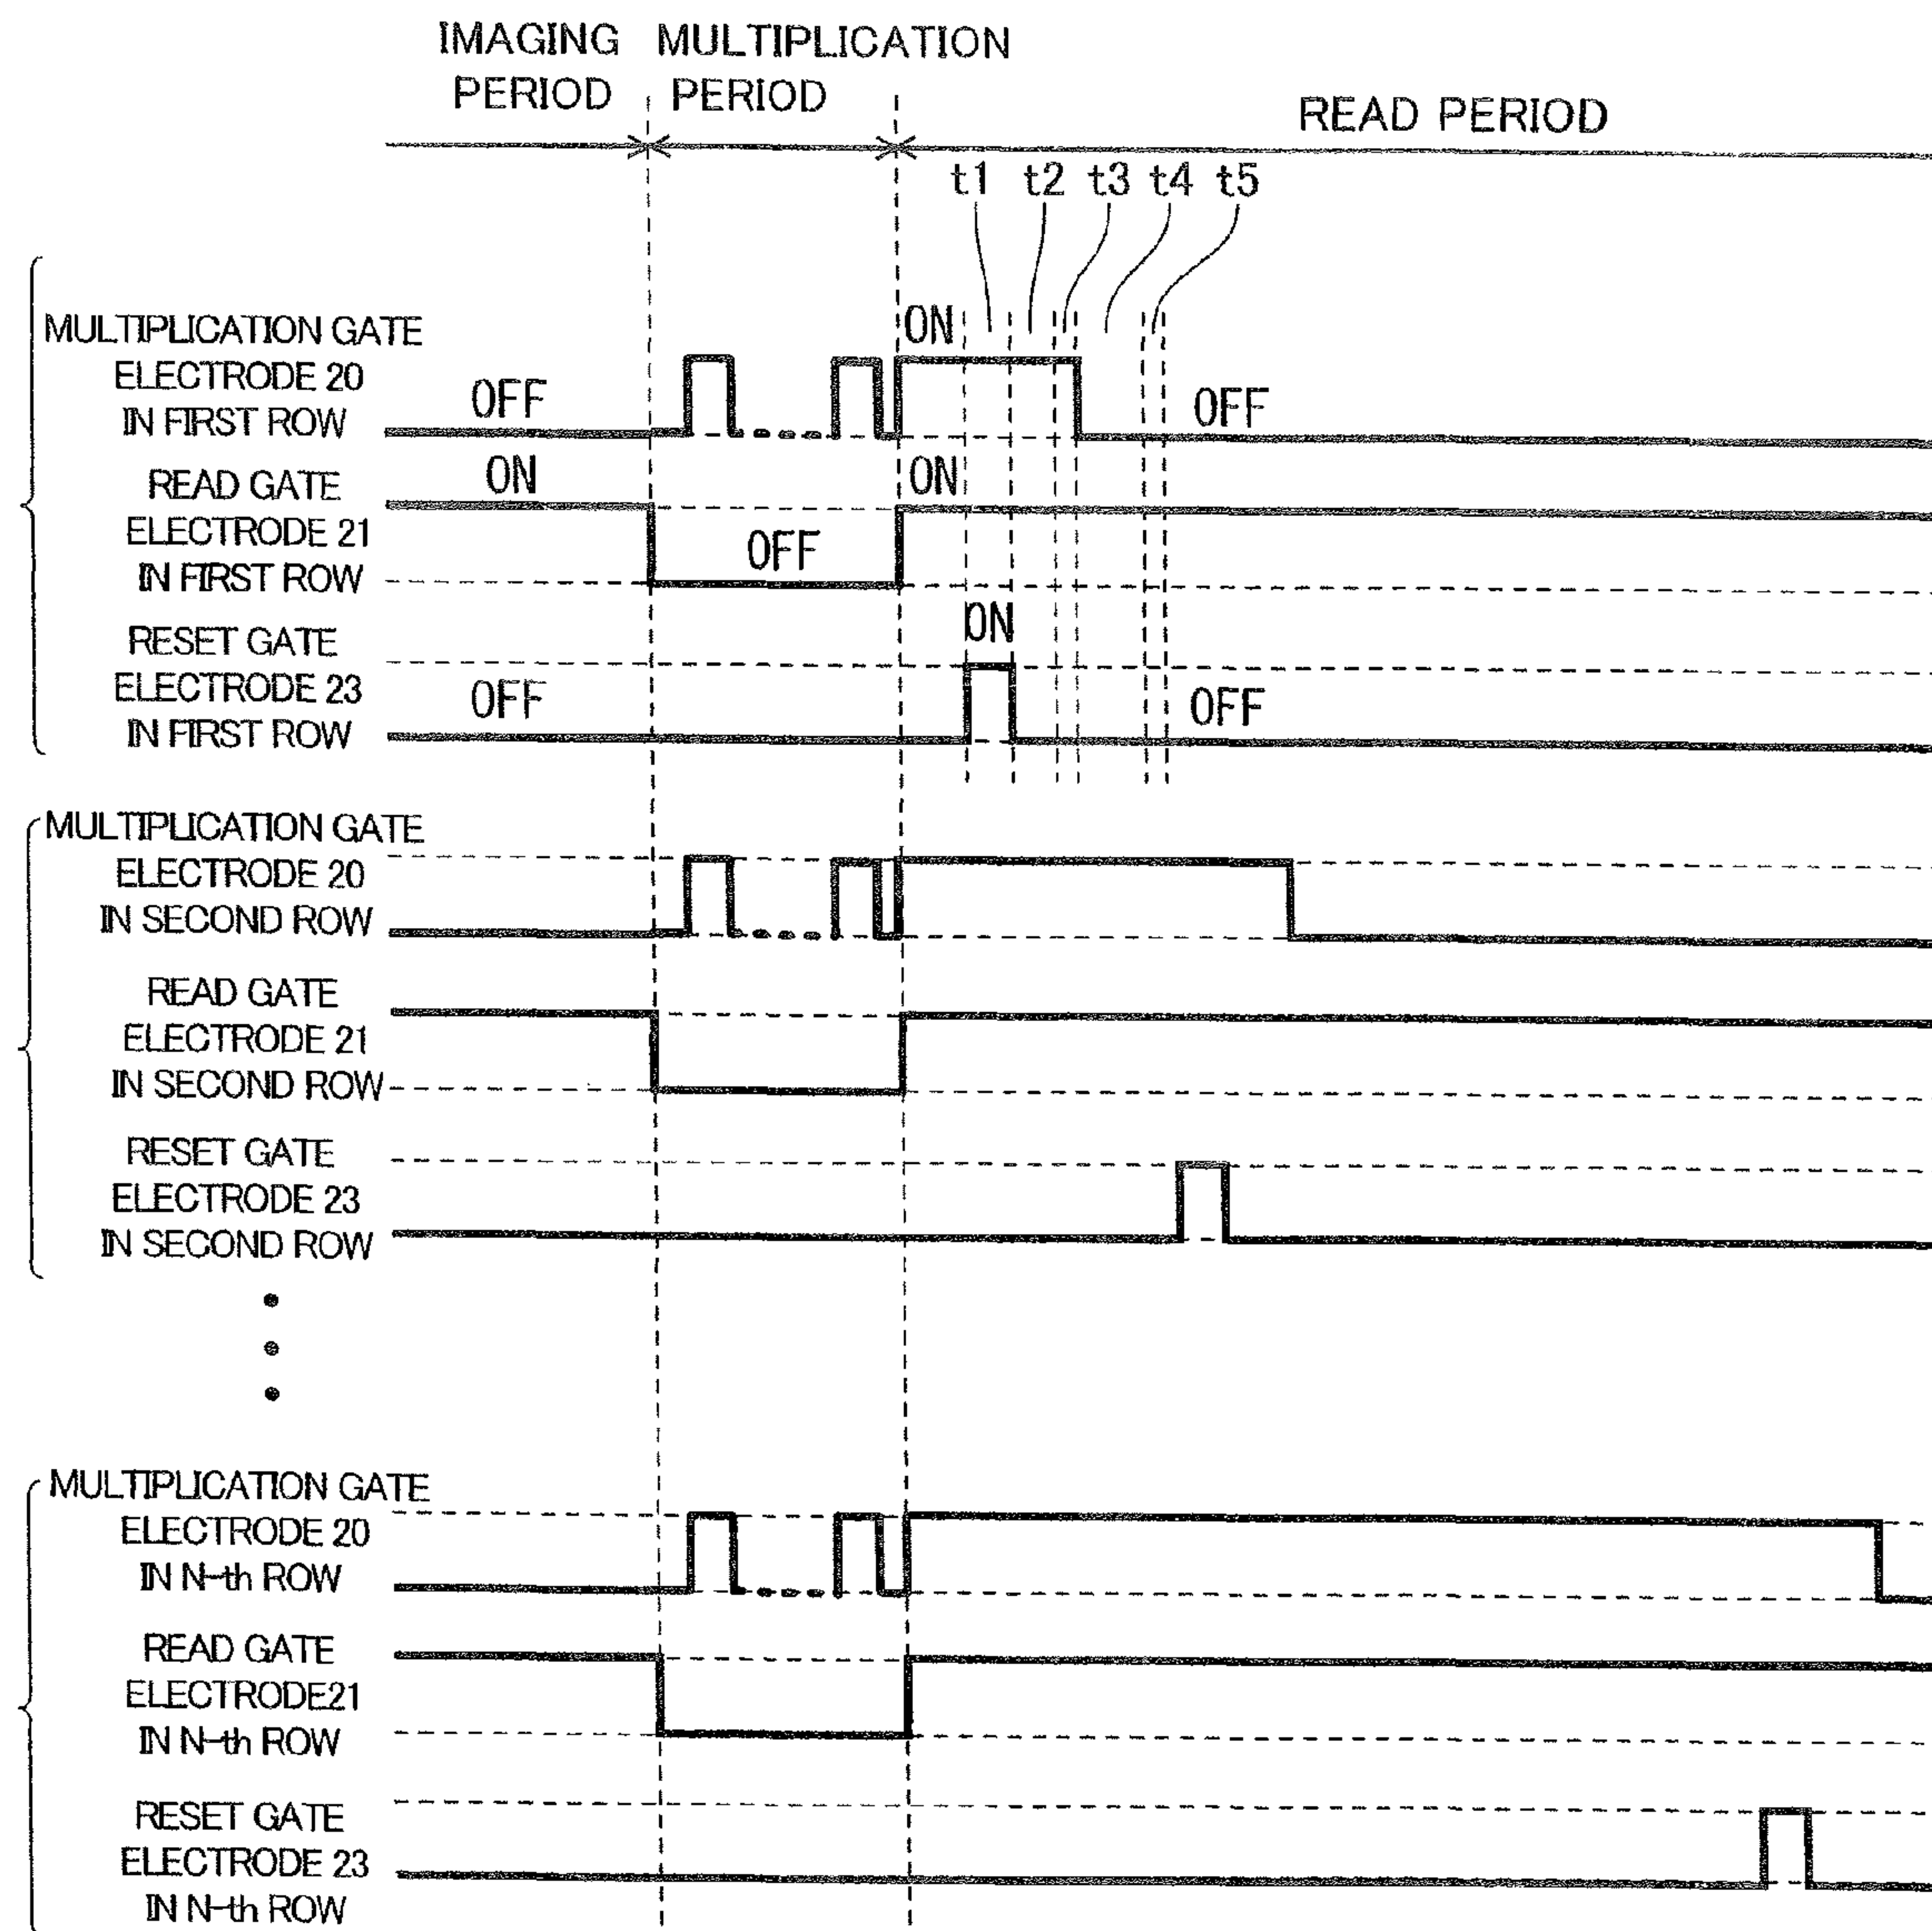 IMAGING PERIOD
MULTIPLICATION PERIOD
READ PERIOD
t1 t2 t3 t4 t5
MULTIPLICATION GATE
ELECTRODE 20
IN FIRST ROW
OFF
ON
OFF
READ GATE
ELECTRODE 21
IN FIRST ROW
ON
OFF
ON
RESET GATE
ELECTRODE 23
IN FIRST ROW
OFF
ON
OFF
MULTIPLICATION GATE
ELECTRODE 20
IN SECOND ROW
READ GATE
ELECTRODE 21
IN SECOND ROW
RESET GATE
ELECTRODE 23
IN SECOND ROW
MULTIPLICATION GATE
ELECTRODE 20
IN N-th ROW
READ GATE
ELECTRODE21
IN N-th ROW
RESET GATE
ELECTRODE 23
IN N-th ROW